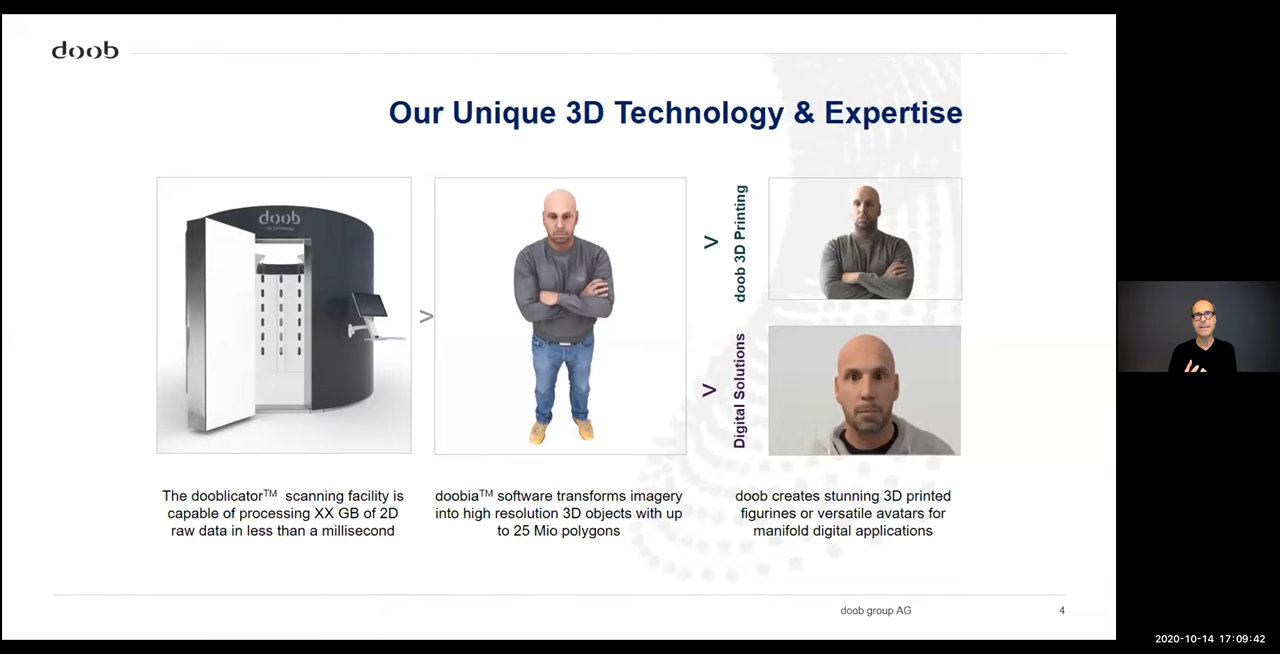 doob
Our Unique 3D Technology & Expertise
doob
>
>
doob 3D Printing
>
Digital Solutions
The dooblicator™ scanning facility is
capable of processing XX GB of 2D
raw data in less than a millisecond
doobia™ software transforms imagery
into high resolution 3D objects with up
to 25 Mio polygons
doob creates stunning 3D printed
figurines or versatile avatars for
manifold digital applications
doob group AG
4
2020-10-14 17:09:42